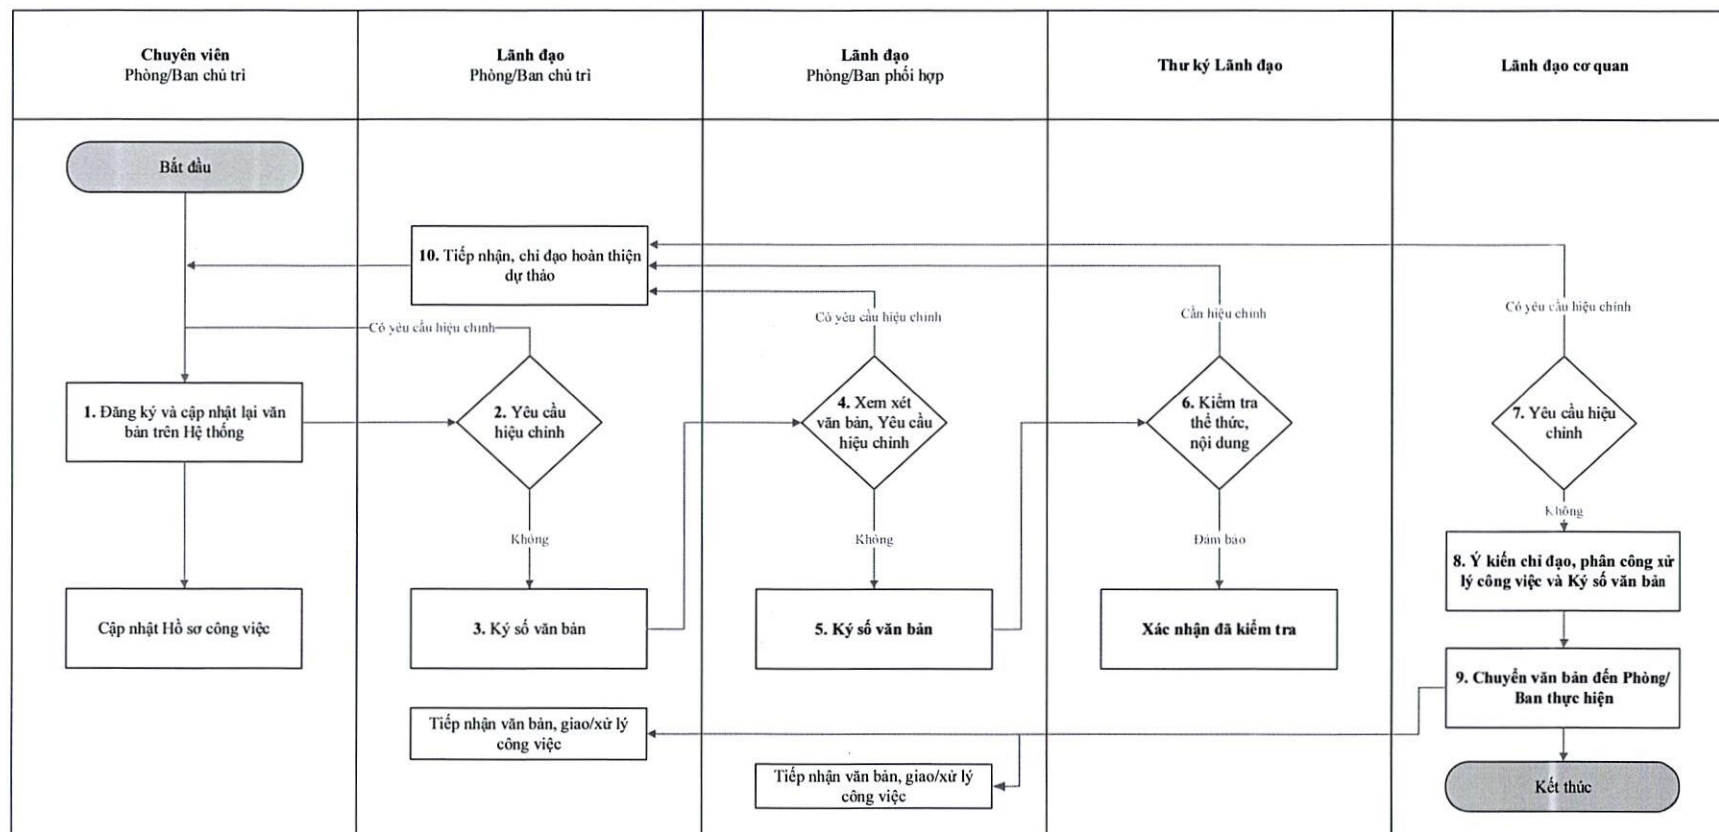 Chuyên viên
Phòng/Ban chủ trì
Lãnh đạo
Phòng/Ban chủ trì
Lãnh đạo
Phòng/Ban phối hợp
Thư ký Lãnh đạo
Lãnh đạo cơ quan
Bắt đầu
10. Tiếp nhận, chỉ đạo hoàn thiện
dự thảo
Có yêu cầu hiệu chỉnh
Có yêu cầu hiệu chỉnh
Cần hiệu chỉnh
Có yêu cầu hiệu chỉnh
1. Đăng ký và cập nhật lại văn
bản trên Hệ thống
2. Yêu cầu
hiệu chỉnh
4. Xem xét
văn bản, Yêu cầu
hiệu chỉnh
6. Kiểm tra
thể thức,
nội dung
7. Yêu cầu hiệu
chỉnh
Không
Không
Đảm bảo
Không
Cập nhật Hồ sơ công việc
3. Ký số văn bản
5. Ký số văn bản
Xác nhận đã kiểm tra
8. Ý kiến chỉ đạo, phân công xử
lý công việc và Ký số văn bản
9. Chuyển văn bản đến Phòng/
Ban thực hiện
Tiếp nhận văn bản, giao/xử lý
công việc
Tiếp nhận văn bản, giao/xử lý
công việc
Kết thúc